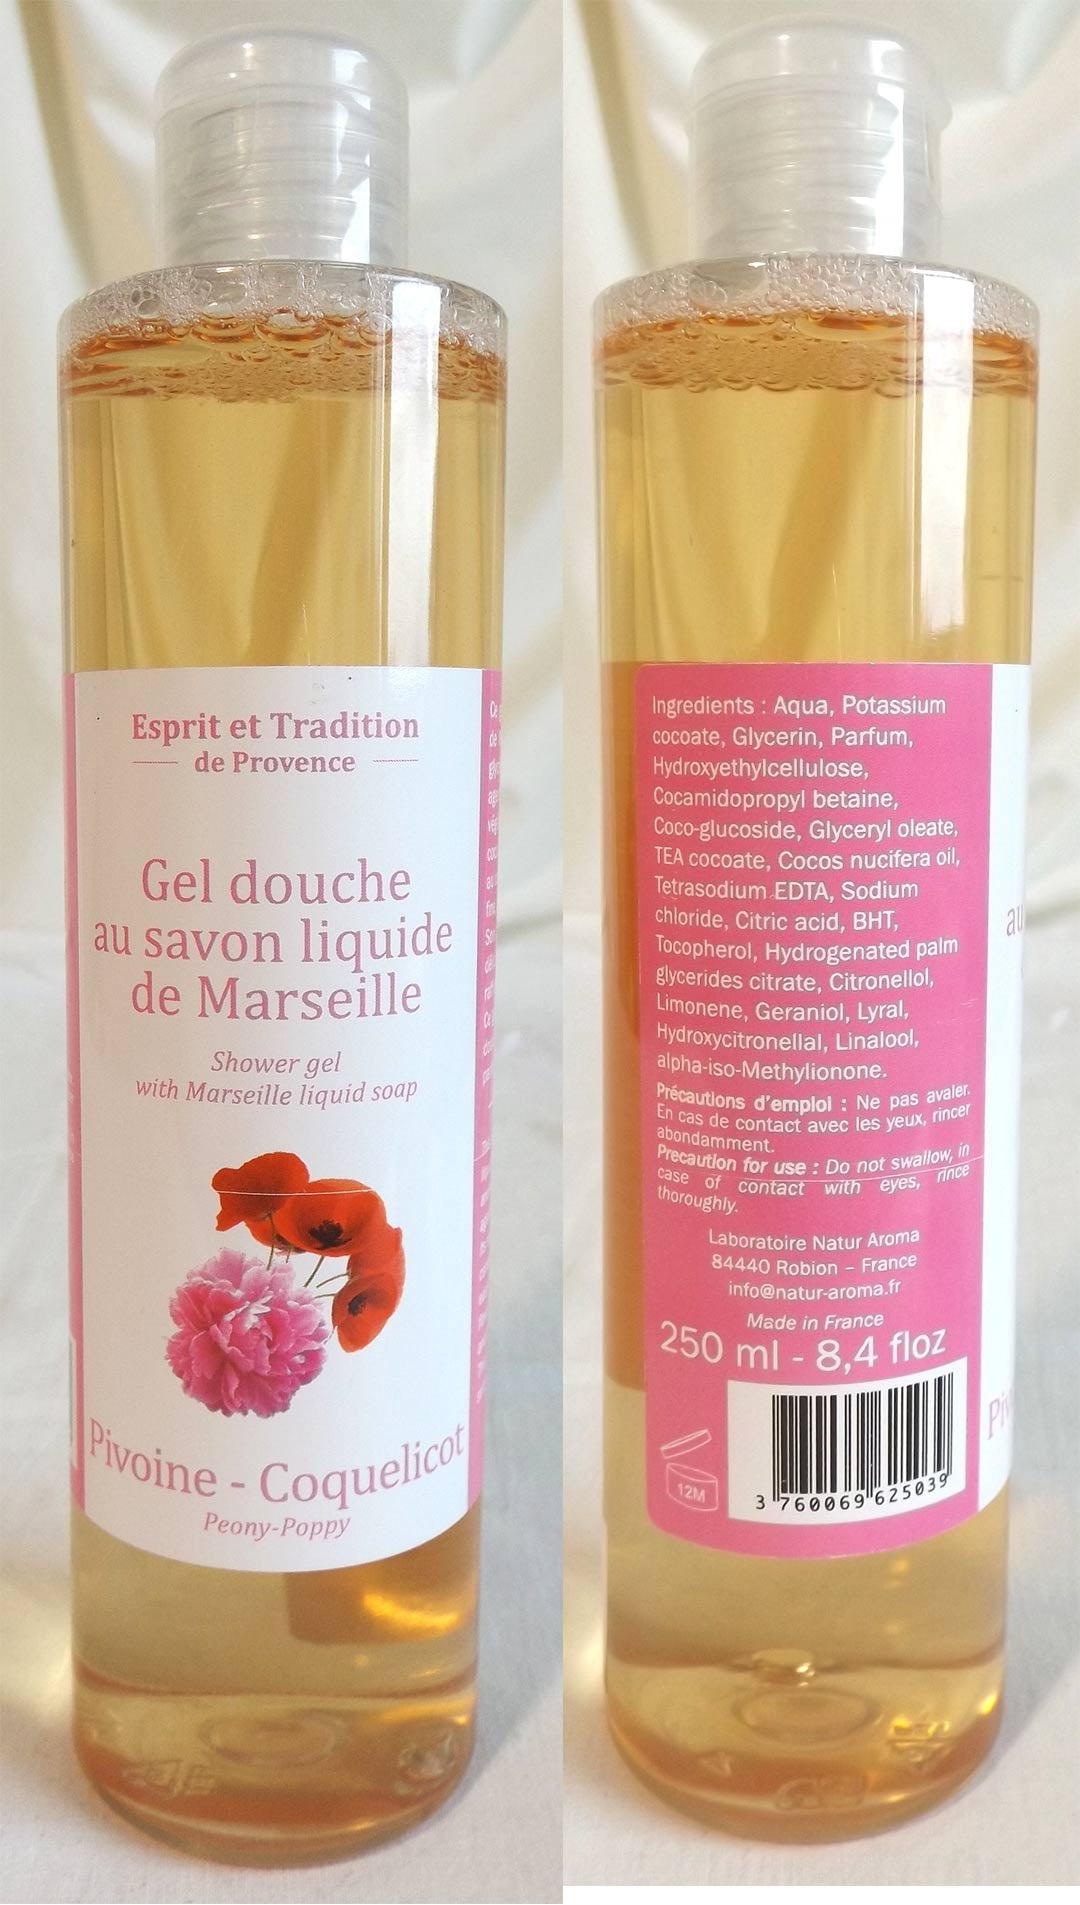 Esprit et Tradition
de Provence
Gel douche
au savon liquide
de Marseille
Shower gel
with Marseille liquid soap
Pivoine - Coquelicot
Peony-Poppy
Ingredients : Aqua, Potassium
cocoate, Glycerin, Parfum,
Hydroxyethylcellulose,
Cocamidopropyl betaine,
Coco-glucoside, Glyceryl oleate,
TEA cocoate, Cocos nucifera oil,
Tetrasodium EDTA, Sodium
chloride, Citric acid, BHT,
Tocopherol, Hydrogenated palm
glycerides citrate, Citronellol,
Limonene, Geraniol, Lyral,
Hydroxycitronellal, Linalool,
alpha-iso-Methylionone.
Précautions d'emploi : Ne pas avaler.
En cas de contact avec les yeux, rincer
abondamment.
Precaution for use : Do not swallow, in
case of contact with eyes, rince
thoroughly.
Laboratoire Natur Aroma
84440 Robion – France
info@natur-aroma.fr
Made in France
250 ml - 8,4 floz
12M
3 760069 625039